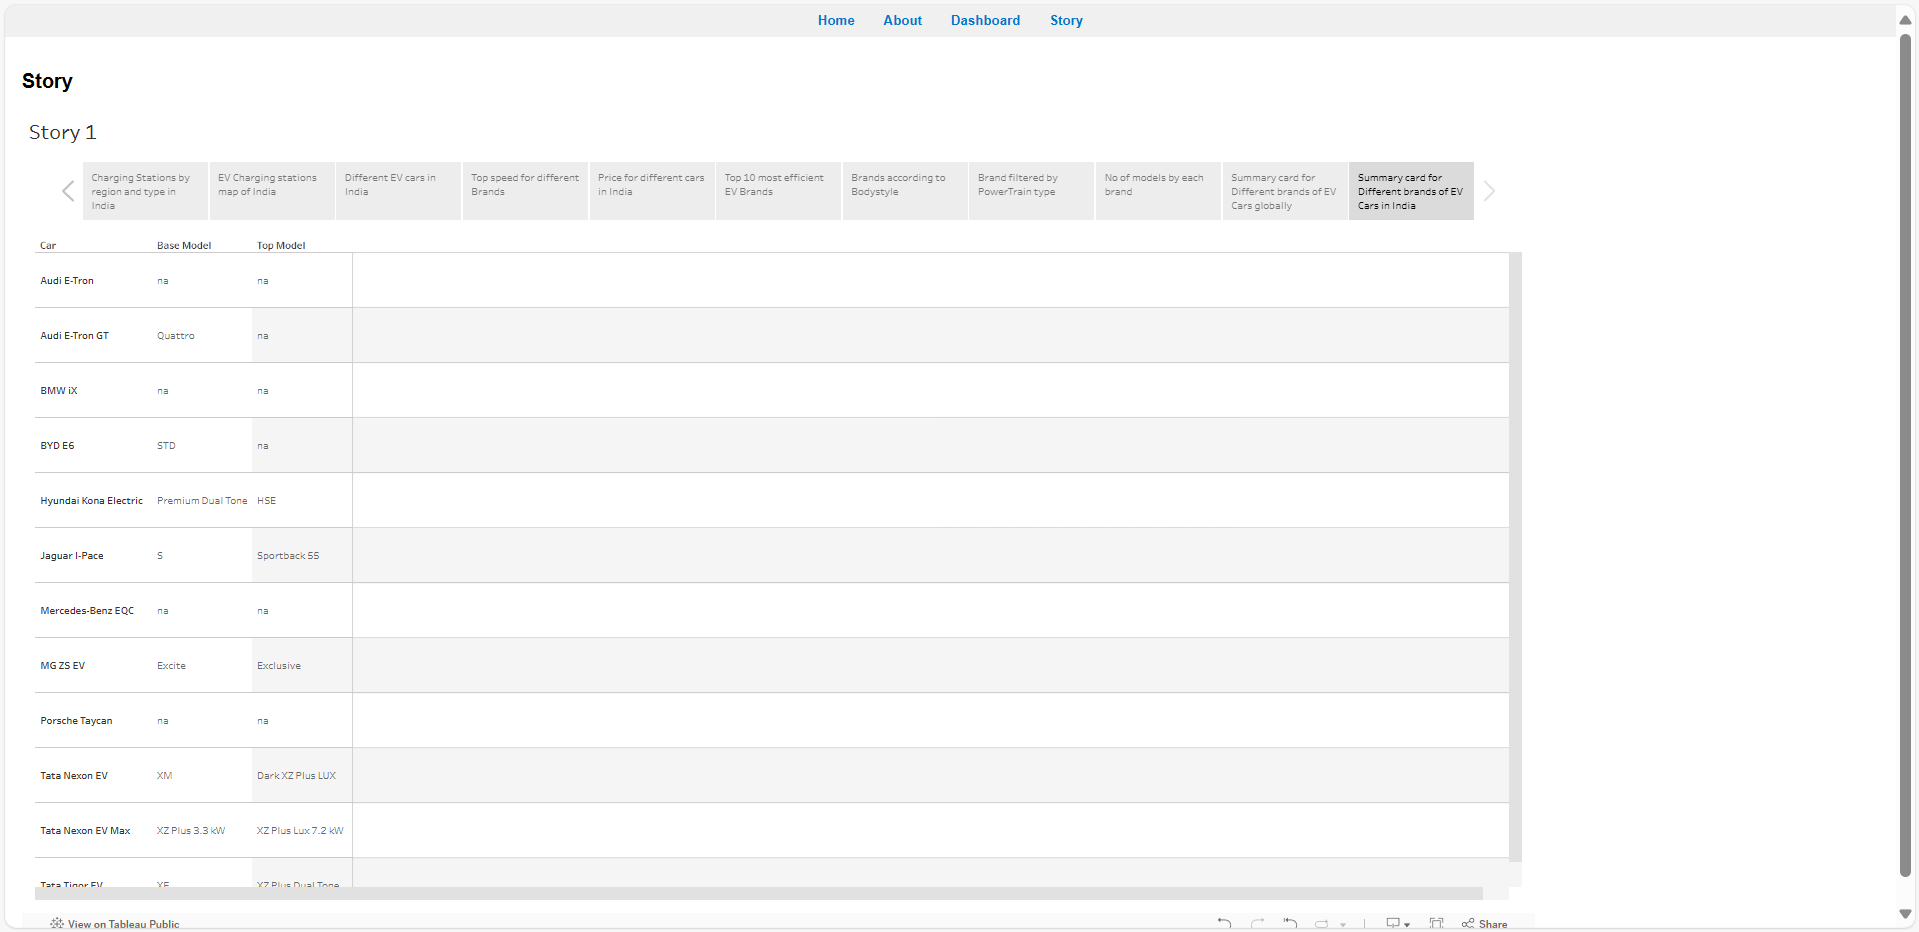 Home About Dashboard Story
Story
Story 1
Charging Stations by
region and type in
India
EV Charging stations
map of India
Different EV cars in
India
Top speed for different
Brands
Price for different cars
in India
Top 10 most efficient
EV Brands
Brands according to
Bodystyle
Brand filtered by
PowerTrain type
No of models by each
brand
Summary card for
Different brands of EV
Cars globally
Summary card for
Different brands of EV
Cars in India
Car Base Model Top Model
Audi E-Tron na na
Audi E-Tron GT Quattro na
BMW iX na na
BYD E6 STD na
Hyundai Kona Electric Premium Dual Tone HSE
Jaguar I-Pace S Sportback 55
Mercedes-Benz EQC na na
MG ZS EV Excite Exclusive
Porsche Taycan na na
Tata Nexon EV XM Dark XZ Plus LUX
Tata Nexon EV Max XZ Plus 3.3 kW XZ Plus Lux 7.2 kW
Tata Tigor EV XE XZ Plus Dual Tone
View on Tableau Public Share